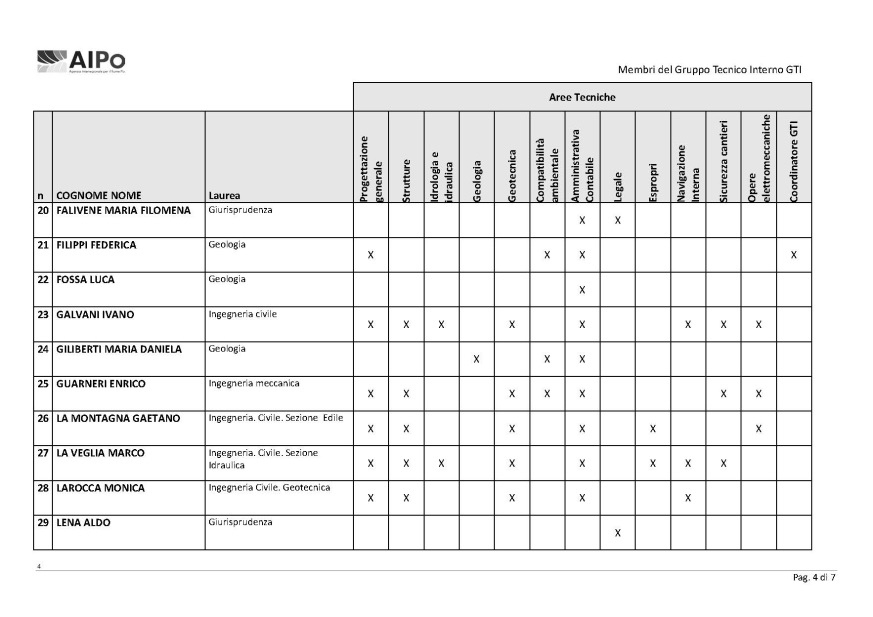 AIPo
Membri del Gruppo Tecnico Interno GTI
Aree Tecniche
n COGNOME NOME Laurea Progettazione generale Strutture Idrologia e idraulica Geologia Geotecnica Compatibilità ambientale Amministrativa Contabile Legale Espropri Navigazione Interna Sicurezza cantieri Opere elettromeccaniche Coordinatore GTI
20 FALIVENE MARIA FILOMENA Giurisprudenza
X X
21 FILIPPI FEDERICA Geologia
X X X X
22 FOSSA LUCA Geologia
X
23 GALVANI IVANO Ingegneria civile
X X X X X X X X
24 GILIBERTI MARIA DANIELA Geologia
X X X
25 GUARNERI ENRICO Ingegneria meccanica
X X X X X X X
26 LA MONTAGNA GAETANO Ingegneria. Civile. Sezione Edile
X X X X X X
27 LA VEGLIA MARCO Ingegneria. Civile. Sezione
Idraulica
X X X X X X X X
28 LAROCCA MONICA Ingegneria Civile. Geotecnica
X X X X X
29 LENA ALDO Giurisprudenza
X
4
Pag. 4 di 7